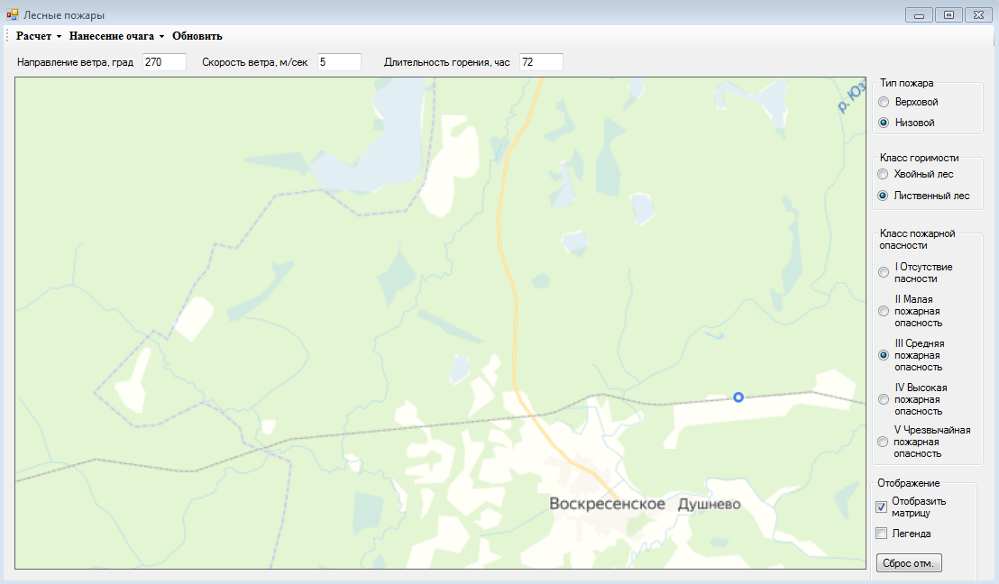 Лесные пожары
Расчет Нанесение очага Обновить
Направление ветра, град 270 Скорость ветра, м/сек 5 Длительность горения, час 72
р. Юз
Воскресенское Душнево
Тип пожара
Верховой
Низовой
Класс горимости
Хвойный лес
Лиственный лес
Класс пожарной
опасности
I Отсутствие
пасности
II Малая
пожарная
опасность
III Средняя
пожарная
опасность
IV Высокая
пожарная
опасность
V Чрезвычайная
пожарная
опасность
Отображение
Отобразить
матрицу
Легенда
Сброс отм.